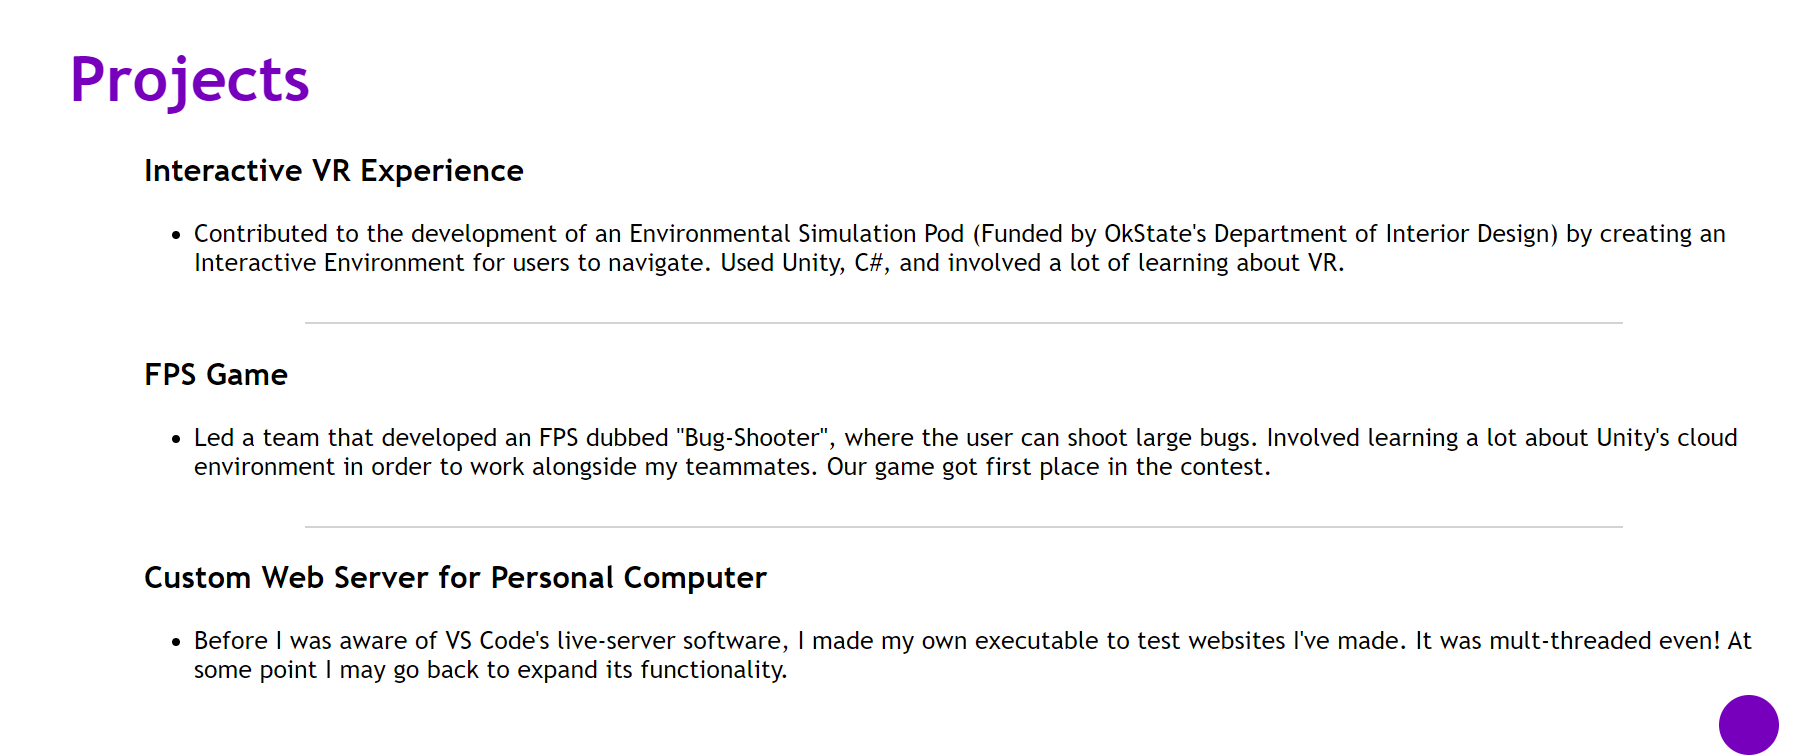 Projects
Interactive VR Experience
• Contributed to the development of an Environmental Simulation Pod (Funded by OkState's Department of Interior Design) by creating an
Interactive Environment for users to navigate. Used Unity, C#, and involved a lot of learning about VR.
FPS Game
• Led a team that developed an FPS dubbed "Bug-Shooter", where the user can shoot large bugs. Involved learning a lot about Unity's cloud
environment in order to work alongside my teammates. Our game got first place in the contest.
Custom Web Server for Personal Computer
• Before I was aware of VS Code's live-server software, I made my own executable to test websites I've made. It was mult-threaded even! At
some point I may go back to expand its functionality.